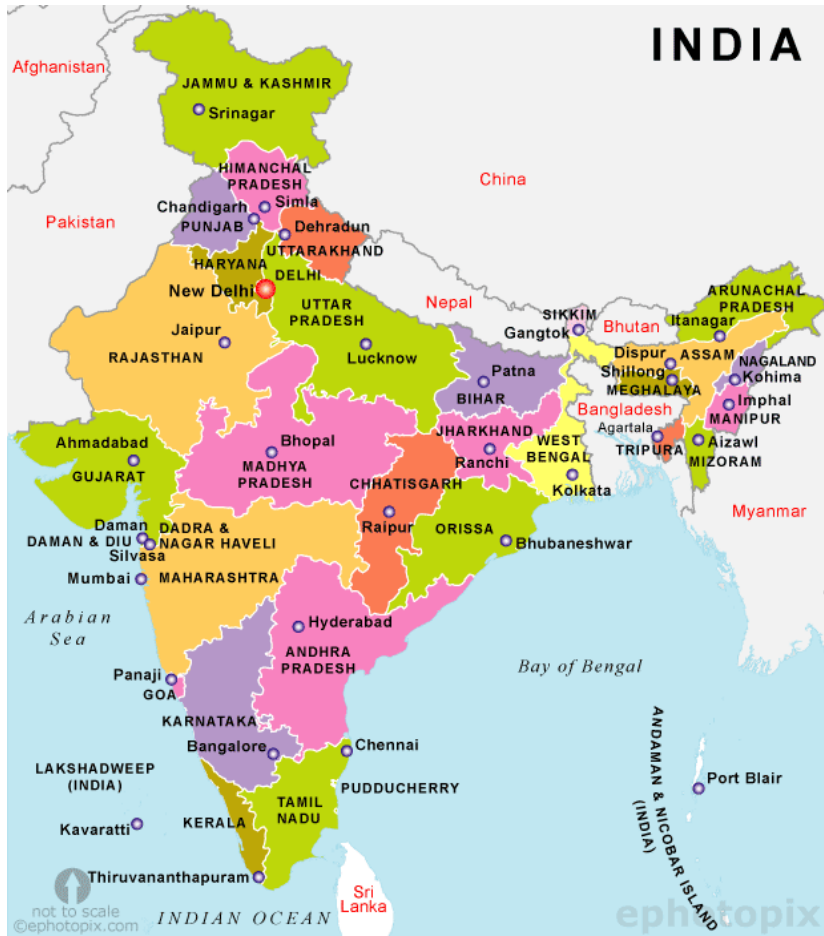 INDIA
Afghanistan
JAMMU & KASHMIR
Srinagar
China
HIMANCHAL
PRADESH
Simla
Pakistan
Chandigarh
PUNJAB
Dehradun
UTTARAKHAND
HARYANA
DELHI
New Delhi
UTTAR
PRADESH
Nepal
ARUNACHAL
PRADESH
SIKKIM
Itanagar
Gangtok
Bhutan
Jaipur
RAJASTHAN
Lucknow
Dispur
ASSAM
Shillong
MEGHALAYA
NAGALAND
Kohima
Patna
BIHAR
Imphal
MANIPUR
Bangladesh
Agartala
TRIPURA
Aizawl
MIZORAM
JHARKHAND
Ranchi
WEST
BENGAL
Kolkata
Ahmadabad
GUJARAT
Bhopal
MADHYA
PRADESH
CHHATISGARH
Raipur
Myanmar
ORISSA
Bhubaneshwar
Daman
DAMAN & DIU
DADRA &
NAGAR HAVELI
Silvasa
Mumbai
MAHARASHTRA
Arabian
Sea
Hyderabad
ANDHRA
PRADESH
Bay of Bengal
Panaji
GOA
KARNATAKA
Bangalore
Chennai
LAKSHADWEEP
(INDIA)
Kavaratti
KERALA
TAMIL
NADU
PUDDUCHERRY
ANDAMAN & NICOBAR ISLAND
(INDIA)
Port Blair
Thiruvananthapuram
Sri
Lanka
not to scale
©ephotopix.com
INDIAN OCEAN
ephotopix